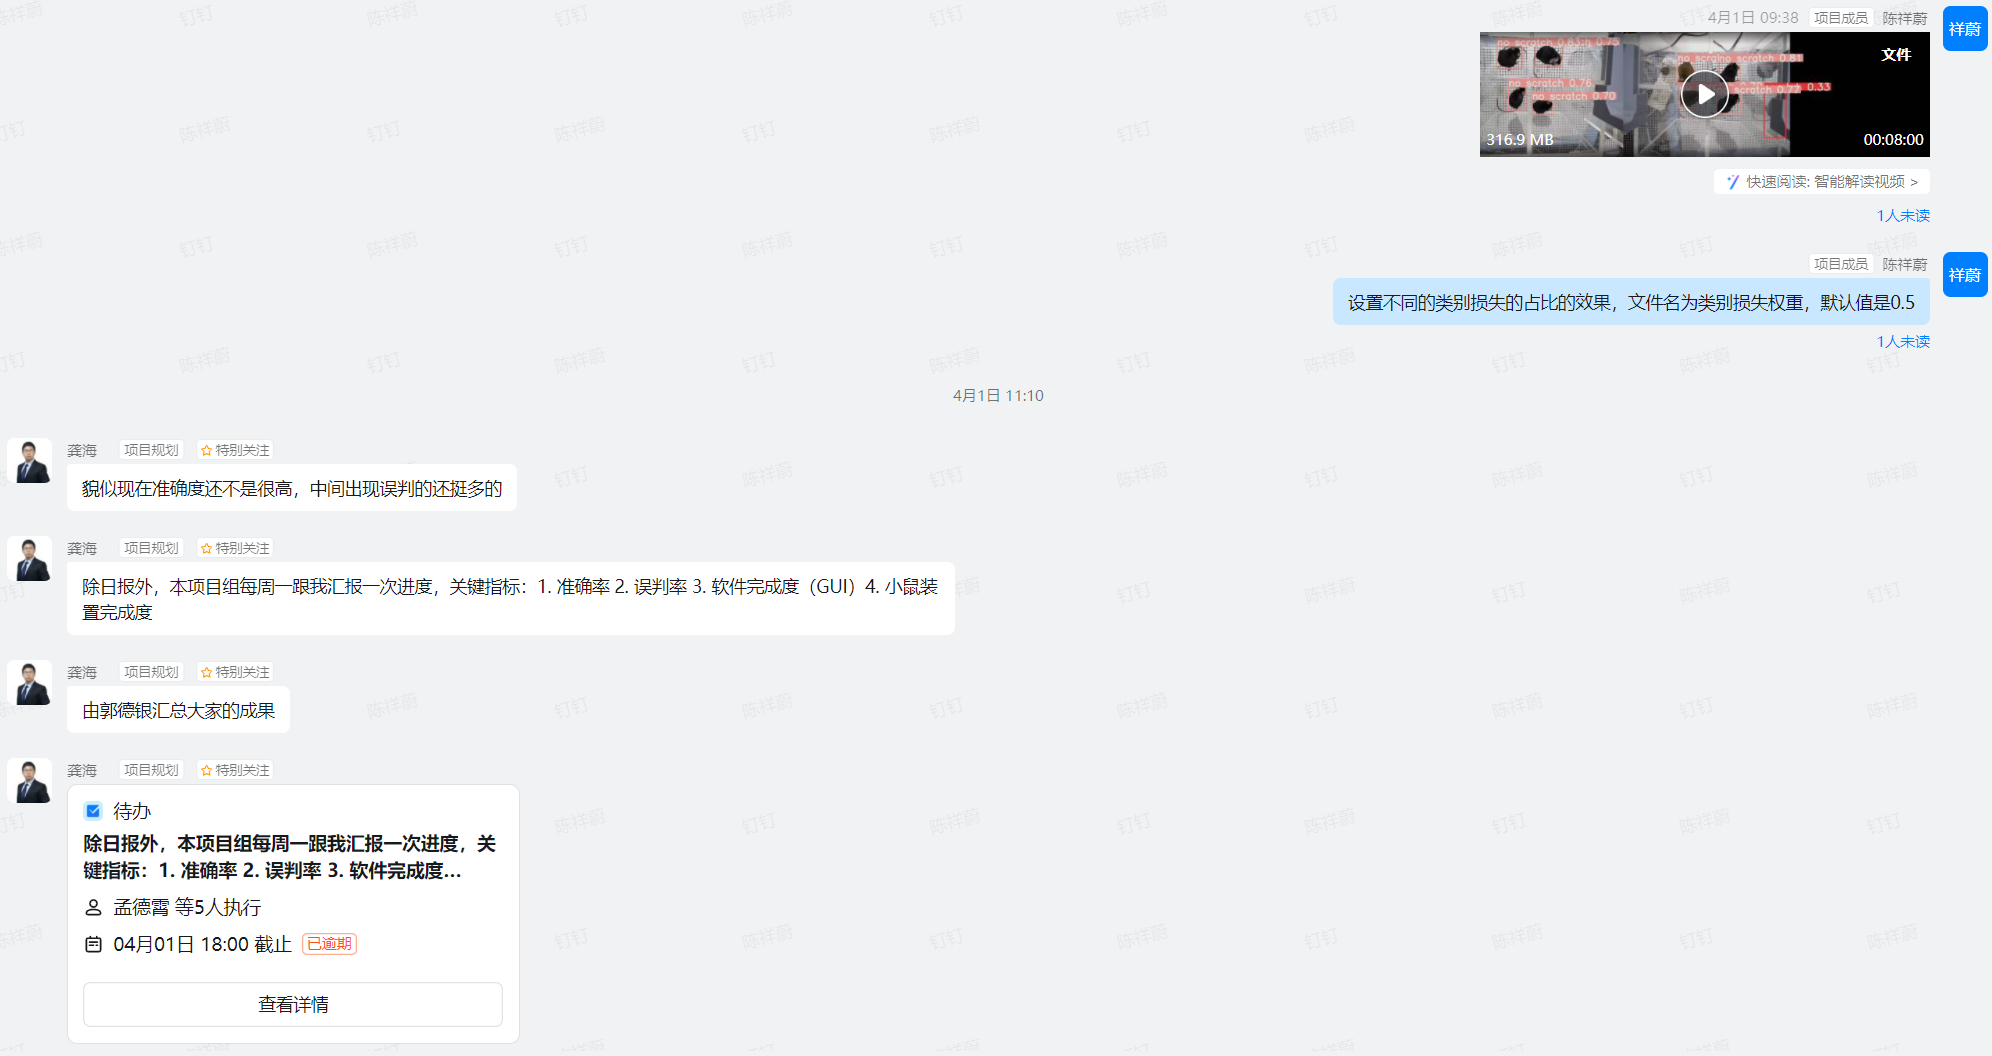 4月1日 09:38 项目成员 陈祥蔚
祥蔚
文件
no_scratch 0.76
no_scratch 0.70
316.9 MB
00:08:00
快速阅读: 智能解读视频 >
1人未读
项目成员 陈祥蔚
祥蔚
设置不同的类别损失的占比的效果，文件名为类别损失权重，默认值是0.5
1人未读
4月1日 11:10
龚海 项目规划 特别关注
貌似现在准确度还不是很高，中间出现误判的还挺多的
龚海 项目规划 特别关注
除日报外，本项目组每周一跟我汇报一次进度，关键指标：1. 准确率 2. 误判率 3. 软件完成度（GUI）4. 小鼠装
置完成度
龚海 项目规划 特别关注
由郭德银汇总大家的成果
龚海 项目规划 特别关注
待办
除日报外，本项目组每周一跟我汇报一次进度，关
键指标：1. 准确率 2. 误判率 3. 软件完成度...
孟德霄 等5人执行
04月01日 18:00 截止 已逾期
查看详情